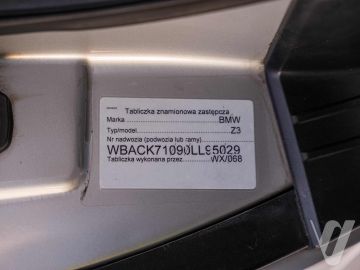 Tabliczka znamionowa zastępcza
Marka BMW
Typ/model Z3
Nr nadwozia (podwozia lub ramy)
WBACK71090LL95029
Tabliczka wykonana przez: WX/068